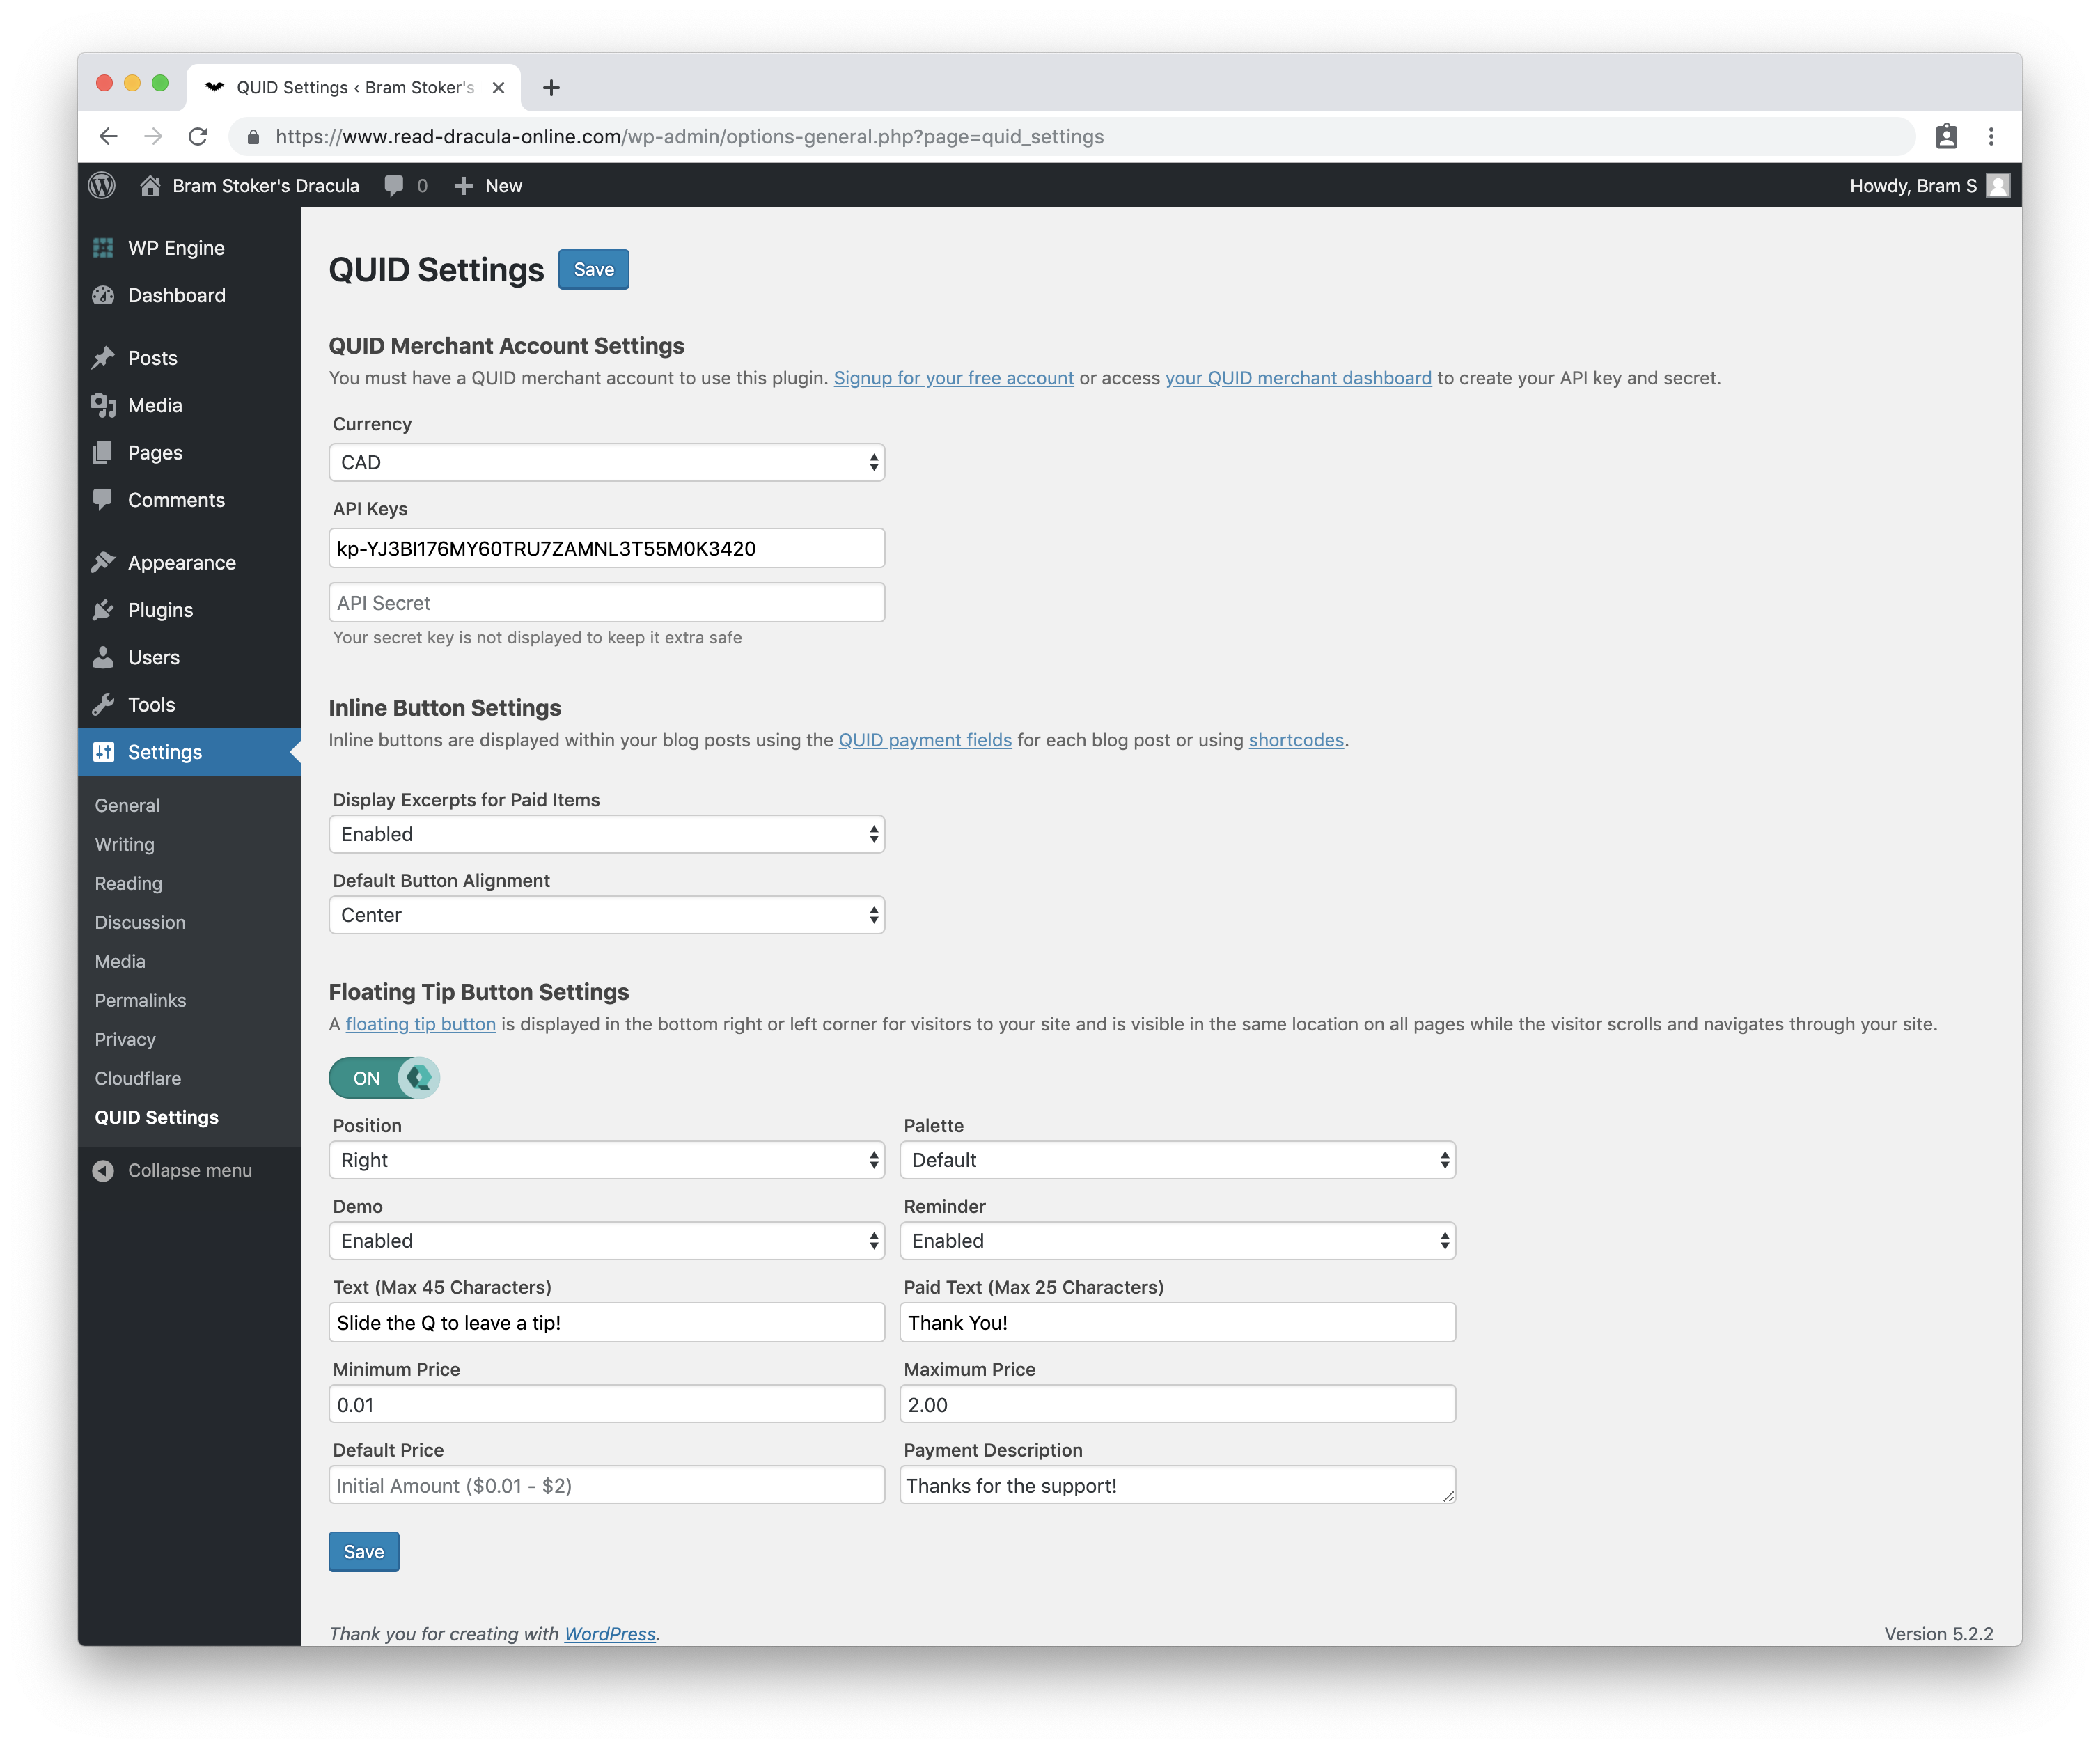 QUID Settings ‹ Bram Stoker's
https://www.read-dracula-online.com/wp-admin/options-general.php?page=quid_settings
Bram Stoker's Dracula 0 New Howdy, Bram S
WP Engine
Dashboard
Posts
Media
Pages
Comments
Appearance
Plugins
Users
Tools
Settings
General
Writing
Reading
Discussion
Media
Permalinks
Privacy
Cloudflare
QUID Settings
Collapse menu
QUID Settings Save
QUID Merchant Account Settings
You must have a QUID merchant account to use this plugin. Signup for your free account or access your QUID merchant dashboard to create your API key and secret.
Currency
CAD
API Keys
kp-YJ3BI176MY60TRU7ZAMNL3T55M0K3420
API Secret
Your secret key is not displayed to keep it extra safe
Inline Button Settings
Inline buttons are displayed within your blog posts using the QUID payment fields for each blog post or using shortcodes.
Display Excerpts for Paid Items
Enabled
Default Button Alignment
Center
Floating Tip Button Settings
A floating tip button is displayed in the bottom right or left corner for visitors to your site and is visible in the same location on all pages while the visitor scrolls and navigates through your site.
ON
Position Palette
Right Default
Demo Reminder
Enabled Enabled
Text (Max 45 Characters) Paid Text (Max 25 Characters)
Slide the Q to leave a tip! Thank You!
Minimum Price Maximum Price
0.01 2.00
Default Price Payment Description
Initial Amount ($0.01 - $2) Thanks for the support!
Save
Thank you for creating with WordPress. Version 5.2.2